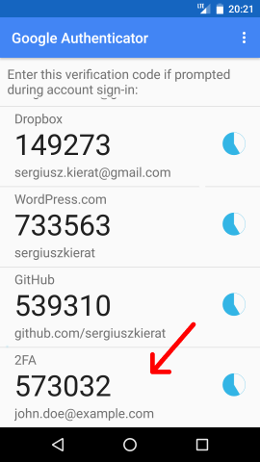 LTE 20:21
Google Authenticator
Enter this verification code if prompted
during account sign-in:
Dropbox
149273
sergiusz.kierat@gmail.com
WordPress.com
733563
sergiuszkierat
GitHub
539310
github.com/sergiuszkierat
2FA
573032
john.doe@example.com